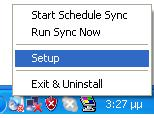 Start Schedule Sync
Run Sync Now
Setup
Exit & Uninstall
3:27 μμ